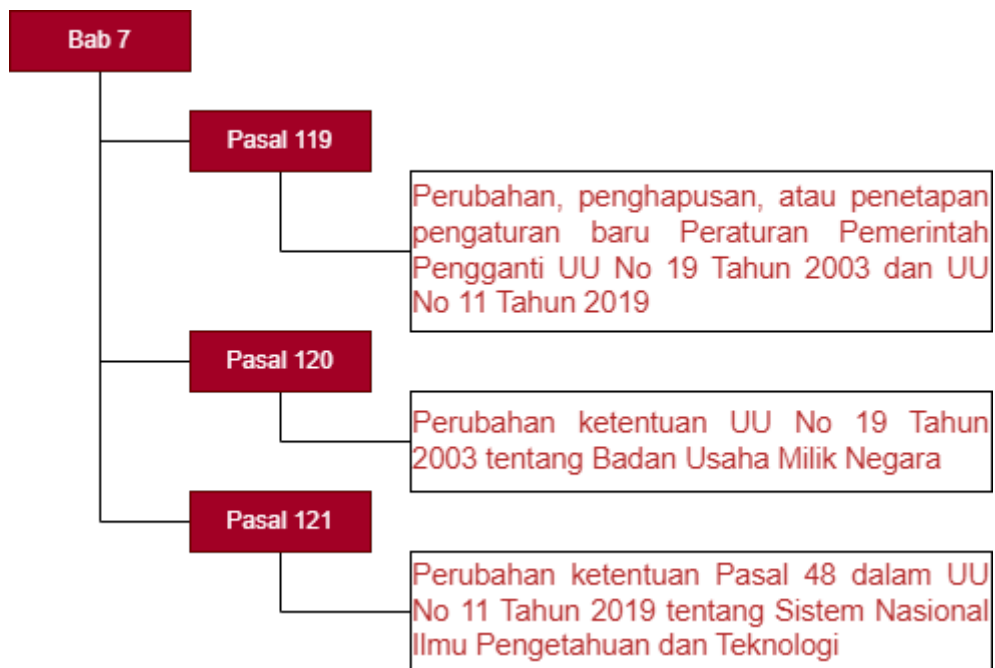 Bab 7
Pasal 119
Perubahan, penghapusan, atau penetapan
pengaturan baru Peraturan Pemerintah
Pengganti UU No 19 Tahun 2003 dan UU
No 11 Tahun 2019
Pasal 120
Perubahan ketentuan UU No 19 Tahun
2003 tentang Badan Usaha Milik Negara
Pasal 121
Perubahan ketentuan Pasal 48 dalam UU
No 11 Tahun 2019 tentang Sistem Nasional
Ilmu Pengetahuan dan Teknologi